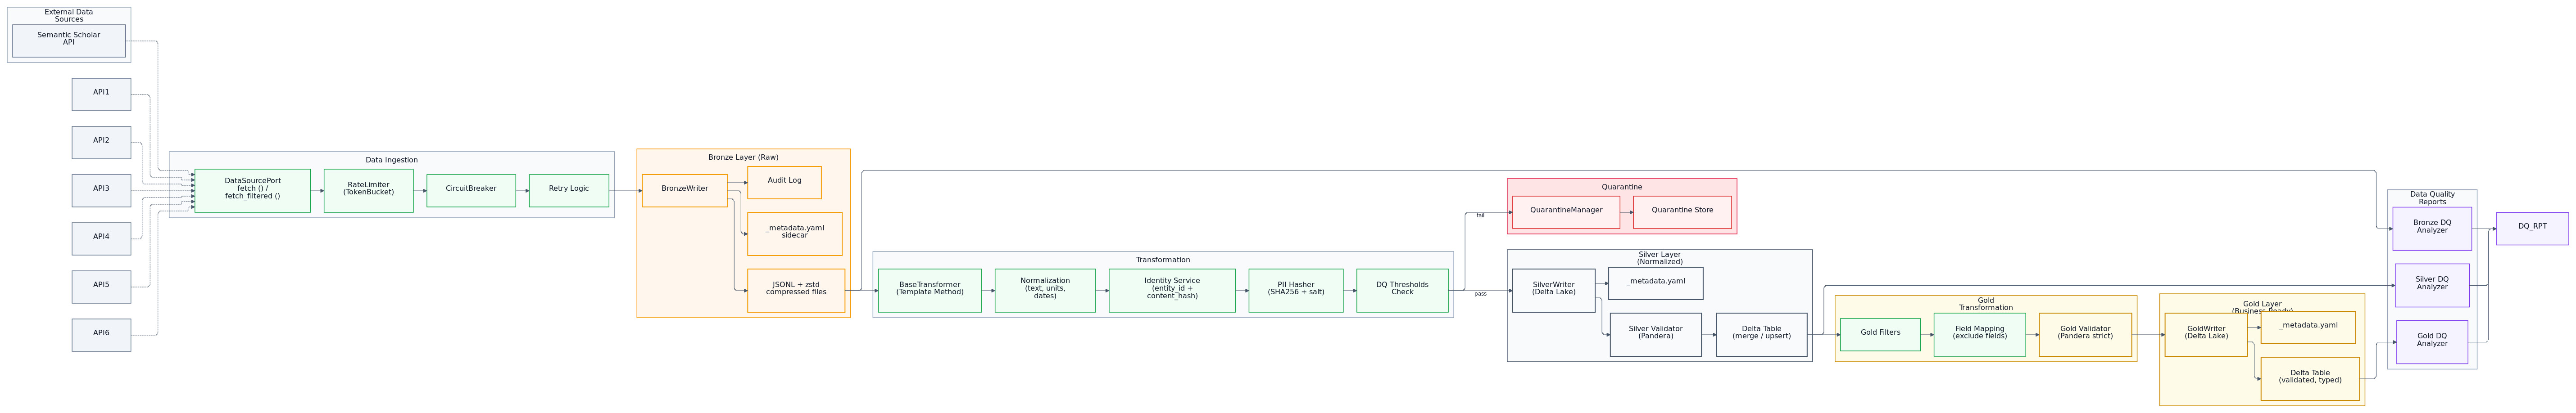 External Data
Sources
Semantic Scholar
API
API1
API2
API3
API4
API5
API6
Data Ingestion
DataSourcePort
fetch () /
fetch_filtered ()
RateLimiter
(TokenBucket)
CircuitBreaker
Retry Logic
Bronze Layer (Raw)
BronzeWriter
Audit Log
_metadata.yaml
sidecar
JSONL + zstd
compressed files
Transformation
BaseTransformer
(Template Method)
Normalization
(text, units,
dates)
Identity Service
(entity_id +
content_hash)
PII Hasher
(SHA256 + salt)
DQ Thresholds
Check
fail
pass
Quarantine
QuarantineManager
Quarantine Store
Silver Layer
(Normalized)
SilverWriter
(Delta Lake)
_metadata.yaml
Silver Validator
(Pandera)
Delta Table
(merge / upsert)
Gold
Transformation
Gold Filters
Field Mapping
(exclude fields)
Gold Validator
(Pandera strict)
Gold Layer
(Business-Ready)
GoldWriter
(Delta Lake)
_metadata.yaml
Delta Table
(validated, typed)
Data Quality
Reports
Bronze DQ
Analyzer
Silver DQ
Analyzer
Gold DQ
Analyzer
DQ_RPT